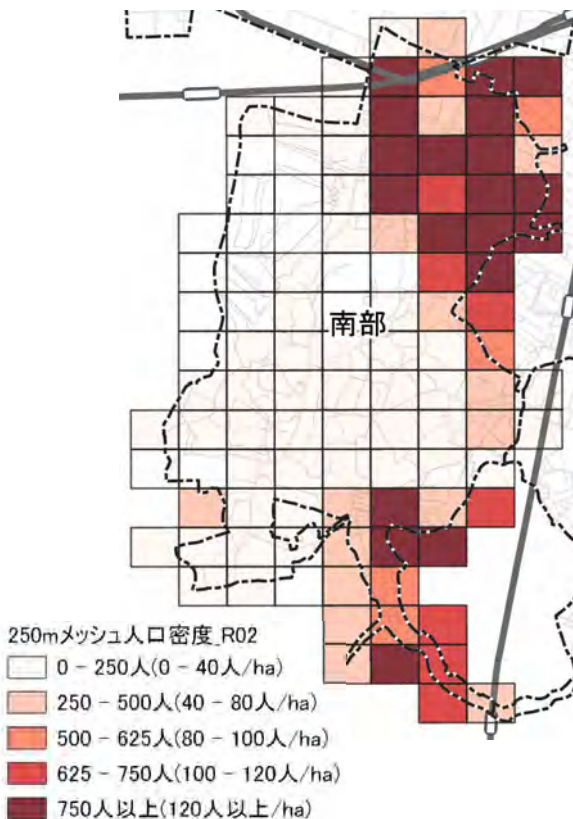 南部
250mメッシュ人口密度_R02
0 - 250人(0 - 40人/ha)
250 - 500人(40 - 80人/ha)
500 - 625人(80 - 100人/ha)
625 - 750人(100 - 120人/ha)
750人以上(120人以上/ha)